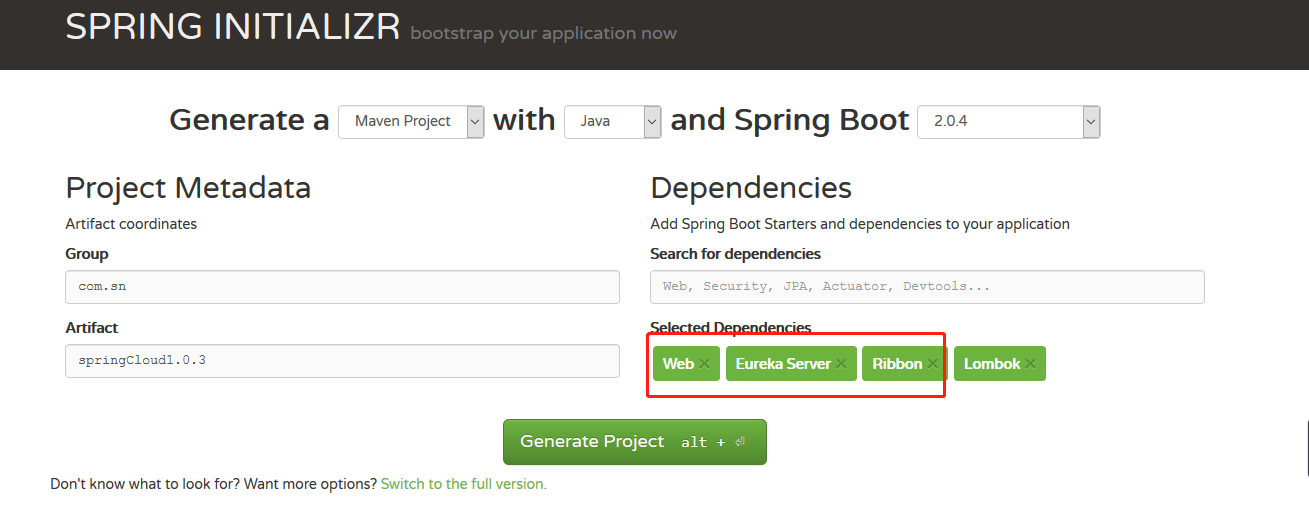 SPRING INITIALIZR bootstrap your application now
Generate a Maven Project with Java and Spring Boot 2.0.4
Project Metadata
Artifact coordinates
Group
com.sn
Artifact
springCloud1.0.3
Dependencies
Add Spring Boot Starters and dependencies to your application
Search for dependencies
Web, Security, JPA, Actuator, Devtools...
Selected Dependencies
Web × Eureka Server × Ribbon × Lombok ×
Generate Project alt + ⏎
Don't know what to look for? Want more options? Switch to the full version.